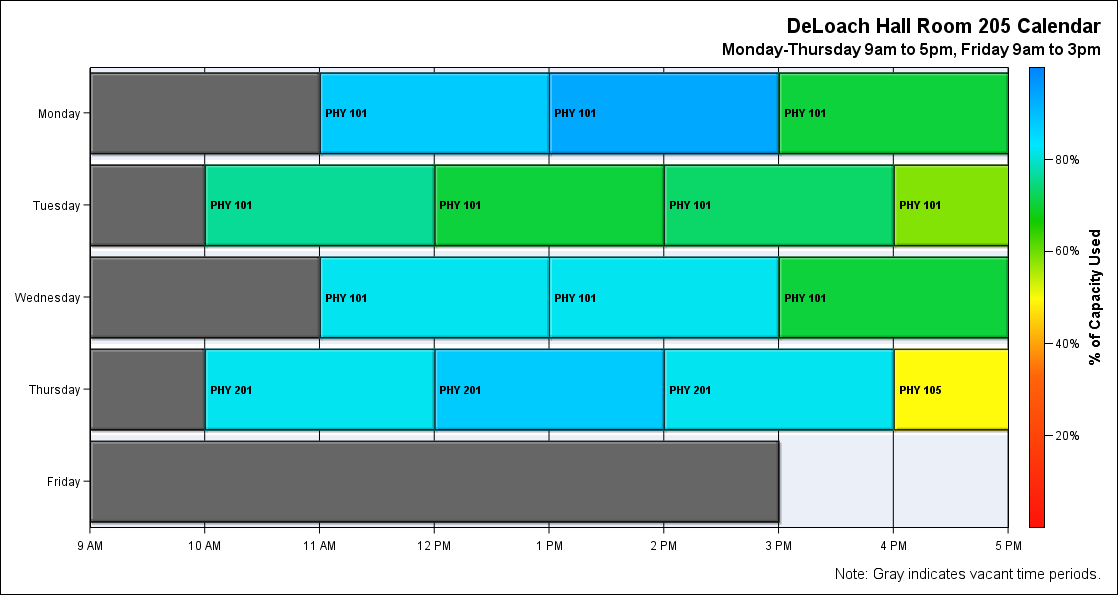 DeLoach Hall Room 205 Calendar
Monday-Thursday 9am to 5pm, Friday 9am to 3pm
Monday
PHY 101
PHY 101
PHY 101
Tuesday
PHY 101
PHY 101
PHY 101
PHY 101
Wednesday
PHY 101
PHY 101
PHY 101
Thursday
PHY 201
PHY 201
PHY 201
PHY 105
Friday
9 AM
10 AM
11 AM
12 PM
1 PM
2 PM
3 PM
4 PM
5 PM
80%
60%
40%
20%
% of Capacity Used
Note: Gray indicates vacant time periods.